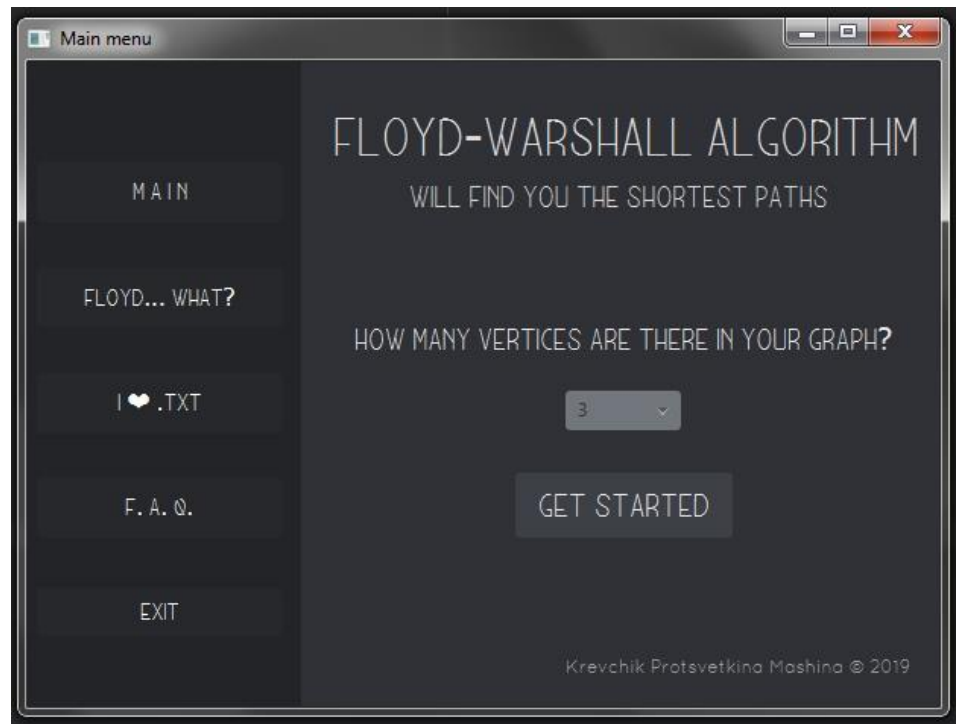 Main menu
MAIN
FLOYD... WHAT?
I ❤ .TXT
F. A. Q.
EXIT
FLOYD-WARSHALL ALGORITHM
WILL FIND YOU THE SHORTEST PATHS
HOW MANY VERTICES ARE THERE IN YOUR GRAPH?
3
GET STARTED
Krevchik Protsvetkina Mashina © 2019